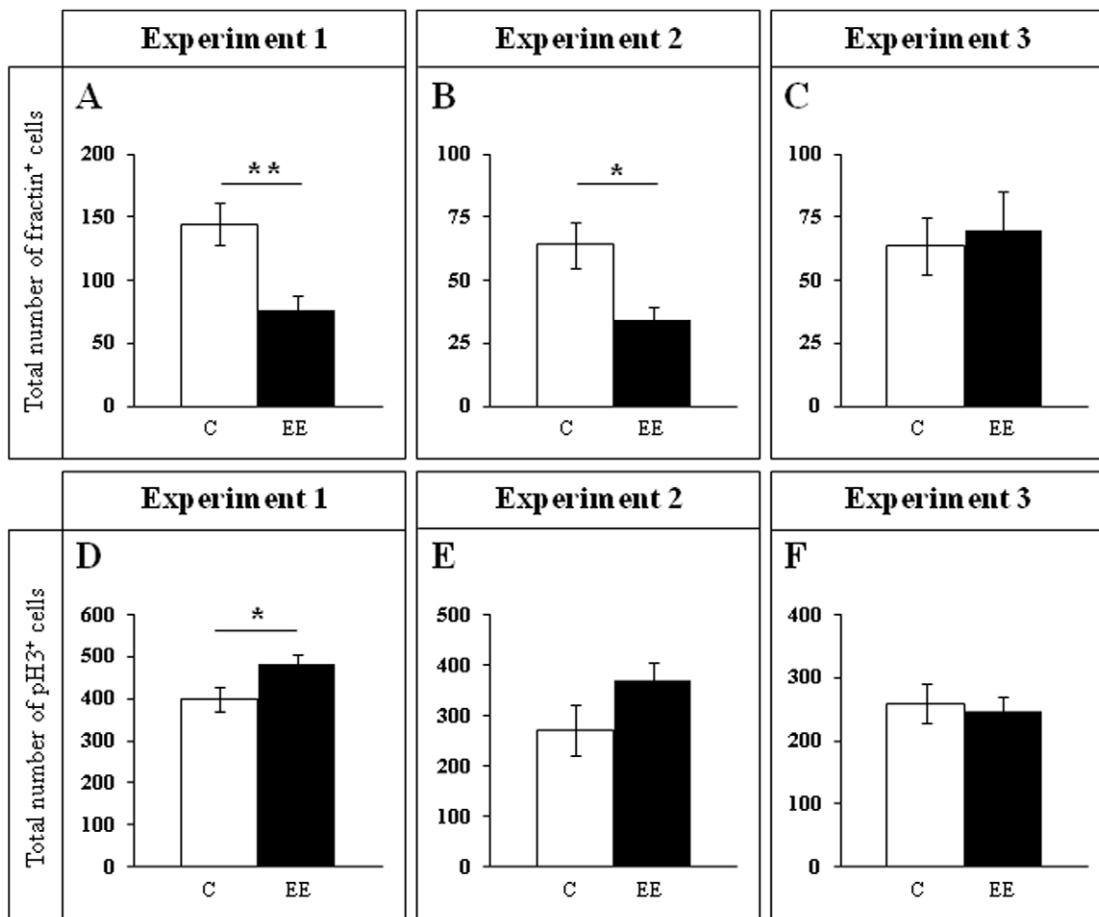 Experiment 1
Experiment 2
Experiment 3
Total number of fractin⁺ cells
A
200
150
100
50
0
**
C
EE
B
100
75
50
25
0
*
C
EE
C
100
75
50
25
0
C
EE
Experiment 1
Experiment 2
Experiment 3
Total number of pH3⁺ cells
D
600
500
400
300
200
100
0
*
C
EE
E
500
400
300
200
100
0
C
EE
F
400
300
200
100
0
C
EE